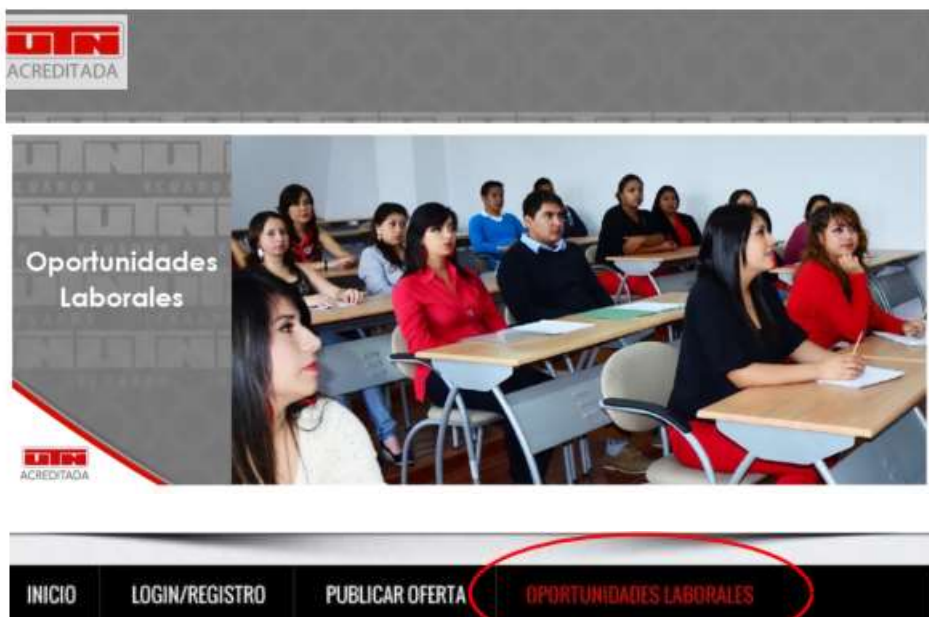 UTN
ACREDITADA
Oportunidades
Laborales
UTN
ACREDITADA
INICIO LOGIN/REGISTRO PUBLICAR OFERTA OPORTUNIDADES LABORALES